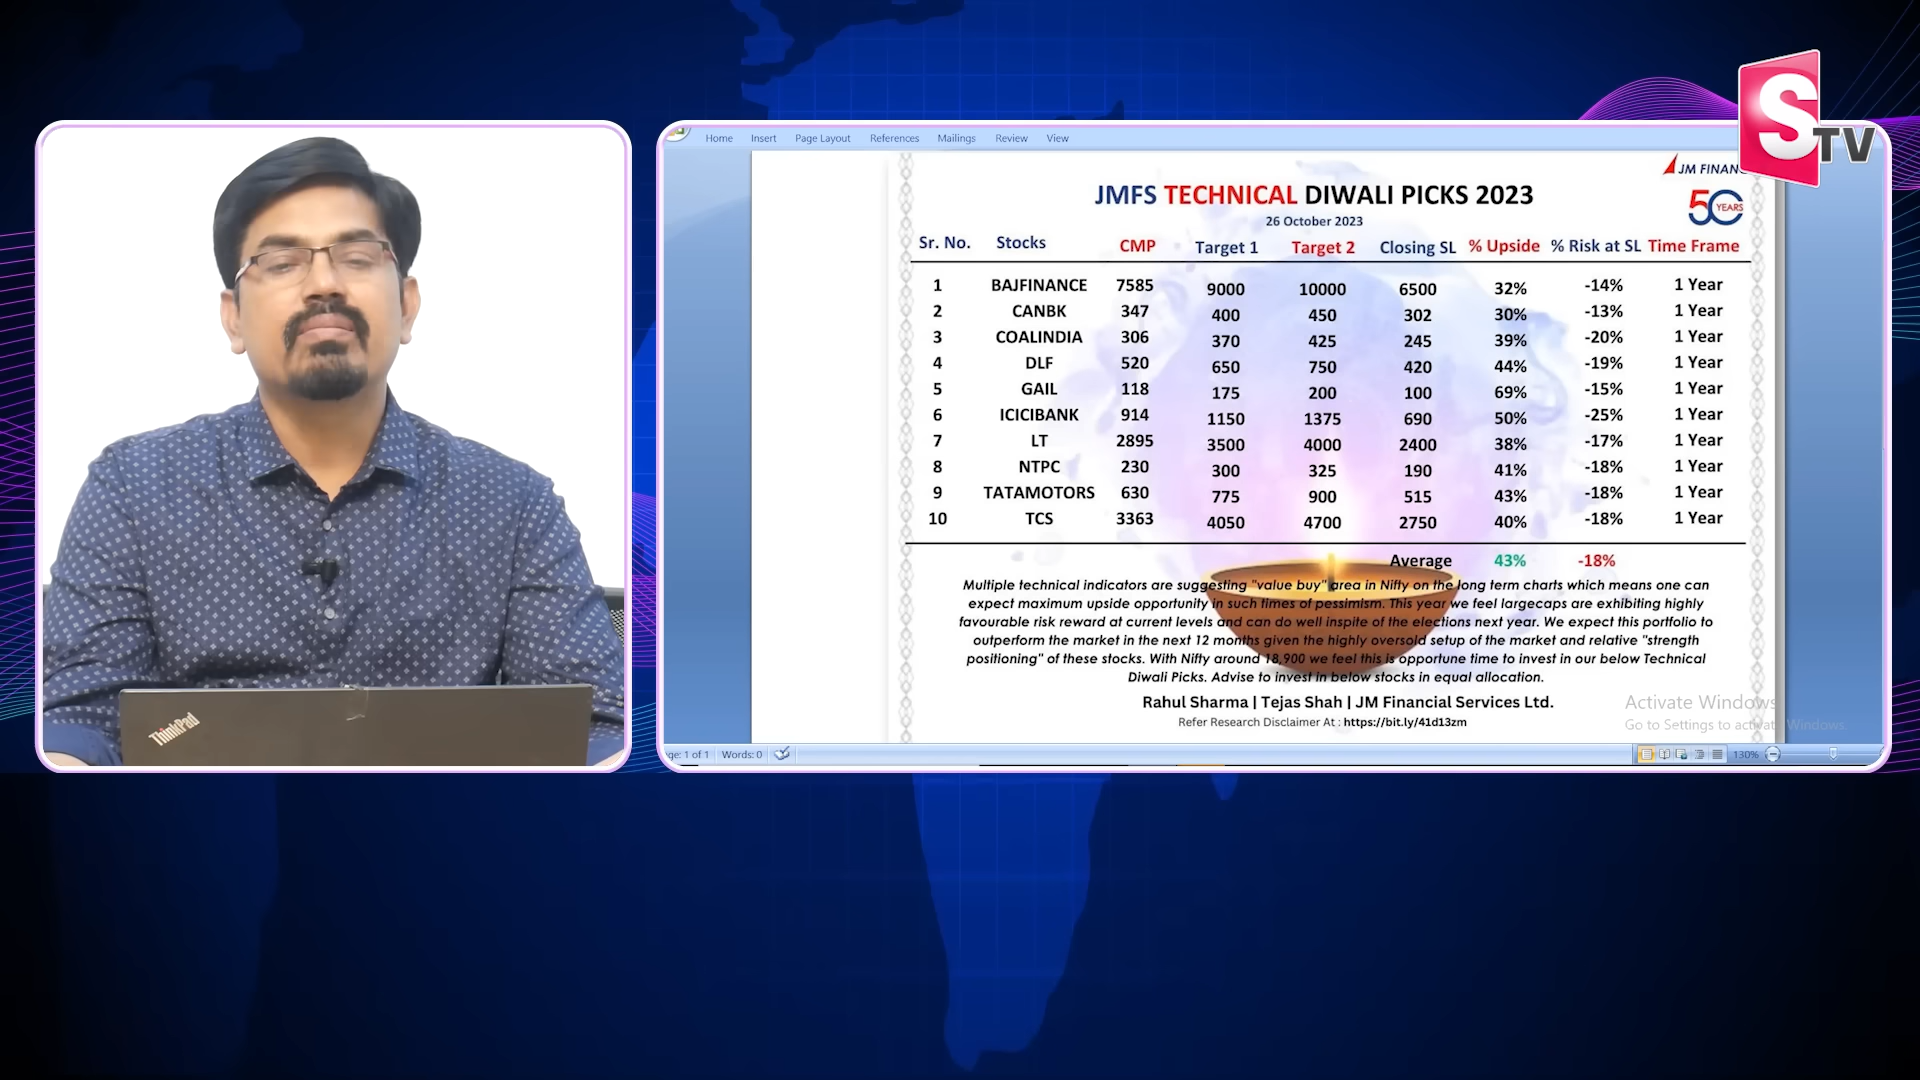 S
TV
Home Insert Page Layout References Mailings Review View
JM FINANC
50 YEARS
JMFS TECHNICAL DIWALI PICKS 2023
26 October 2023
Sr. No. Stocks CMP Target 1 Target 2 Closing SL % Upside % Risk at SL Time Frame
1 BAJFINANCE 7585 9000 10000 6500 32% -14% 1 Year
2 CANBK 347 400 450 302 30% -13% 1 Year
3 COALINDIA 306 370 425 245 39% -20% 1 Year
4 DLF 520 650 750 420 44% -19% 1 Year
5 GAIL 118 175 200 100 69% -15% 1 Year
6 ICICIBANK 914 1150 1375 690 50% -25% 1 Year
7 LT 2895 3500 4000 2400 38% -17% 1 Year
8 NTPC 230 300 325 190 41% -18% 1 Year
9 TATAMOTORS 630 775 900 515 43% -18% 1 Year
10 TCS 3363 4050 4700 2750 40% -18% 1 Year
Average 43% -18%
Multiple technical indicators are suggesting "value buy" area in Nifty on the long term charts which means one can
expect maximum upside opportunity in such times of pessimism. This year we feel largecaps are exhibiting highly
favourable risk reward at current levels and can do well inspite of the elections next year. We expect this portfolio to
outperform the market in the next 12 months given the highly oversold setup of the market and relative "strength
positioning" of these stocks. With Nifty around 18,900 we feel this is opportune time to invest in our below Technical
Diwali Picks. Advise to invest in below stocks in equal allocation.
Rahul Sharma | Tejas Shah | JM Financial Services Ltd.
Refer Research Disclaimer At : https://bit.ly/41d13zm
Activate Windows
Go to Settings to activate Windows.
ge: 1 of 1 Words: 0 130%
ThinkPad